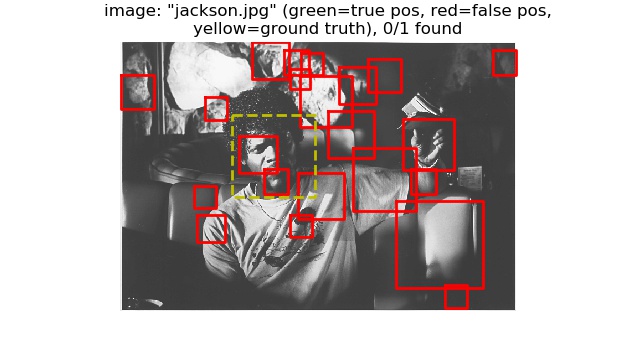 image: "jackson.jpg" (green=true pos, red=false pos,
yellow=ground truth), 0/1 found